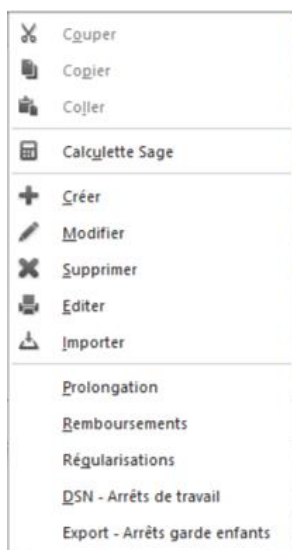 Couper
Copier
Coller
Calculette Sage
Créer
Modifier
Supprimer
Editer
Importer
Prolongation
Remboursements
Régularisations
DSN - Arrêts de travail
Export - Arrêts garde enfants